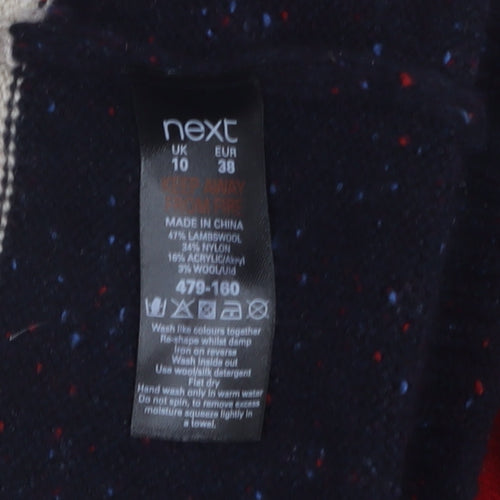 next
UK EUR
10 38
KEEP AWAY
FROM FIRE
MADE IN CHINA
47% LAMBSWOOL
34% NYLON
16% ACRYLIC/Akryl
3% WOOL/Uld
479-160
Wash like colours together
Re-shape whilst damp
Iron on reverse
Wash inside out
Use wool/silk detergent
Flat dry
Hand wash only in warm water
Do not spin, to remove excess
moisture squeeze lightly in
a towel.